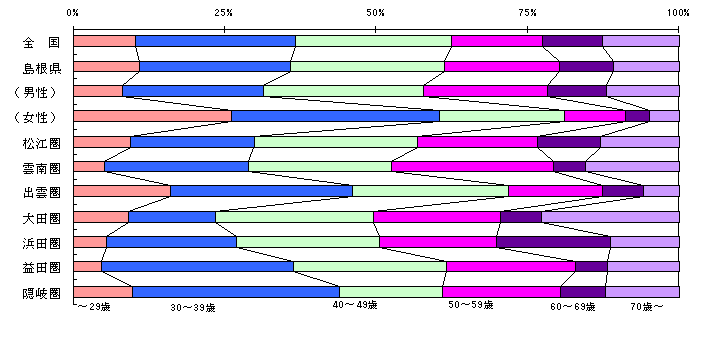 0% 25% 50% 75% 100%
全　国
島根県
（男性）
（女性）
松江圏
雲南圏
出雲圏
大田圏
浜田圏
益田圏
隠岐圏
～29歳 30～39歳 40～49歳 50～59歳 60～69歳 70歳～